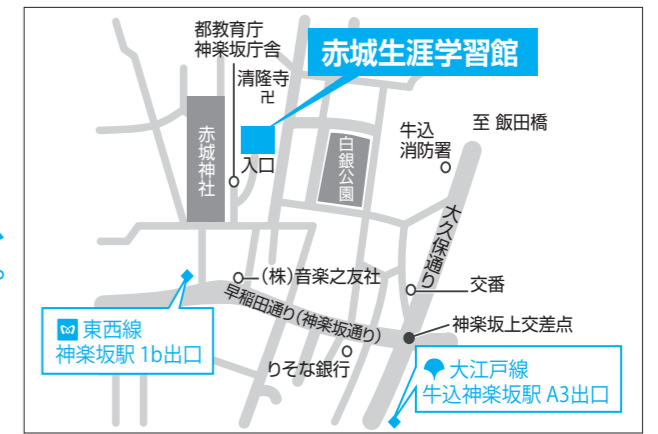 都教育庁
神楽坂庁舎
清隆寺
卍
赤城生涯学習館
赤城神社
入口
白銀公園
牛込
消防署
至 飯田橋
大久保通り
(株)音楽之友社
早稲田通り(神楽坂通り)
交番
神楽坂上交差点
りそな銀行
東西線
神楽坂駅 1b出口
大江戸線
牛込神楽坂駅 A3出口
。